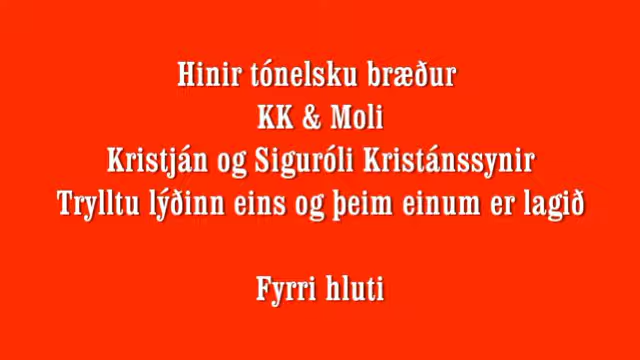 Hinir tónelsku bræður
KK & Moli
Kristján og Siguróli Kristánssynir
Trylltu lýðinn eins og þeim einum er lagið
Fyrri hluti